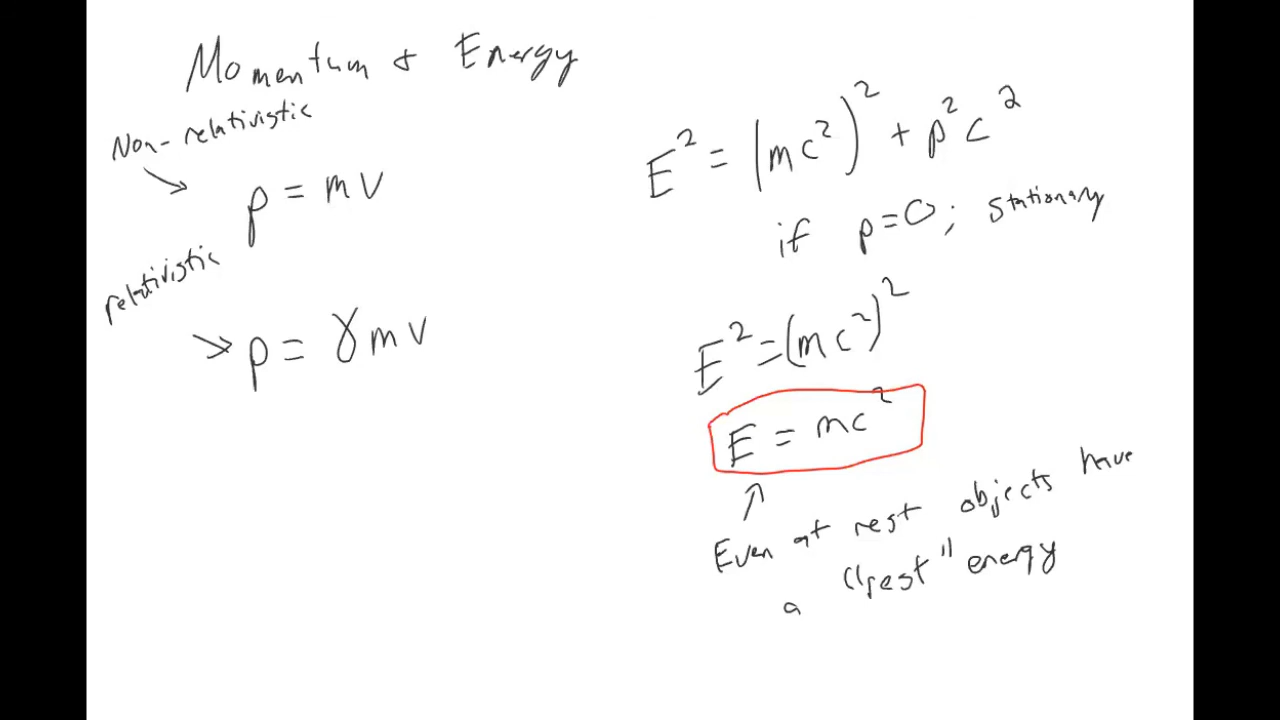 Momentum & Energy
Non-relativistic
p = mv
relativistic
p = γmv
E² = (mc²)² + p²c²
if p=0; stationary
E² = (mc²)²
E = mc²
Even at rest objects have
a "rest" energy